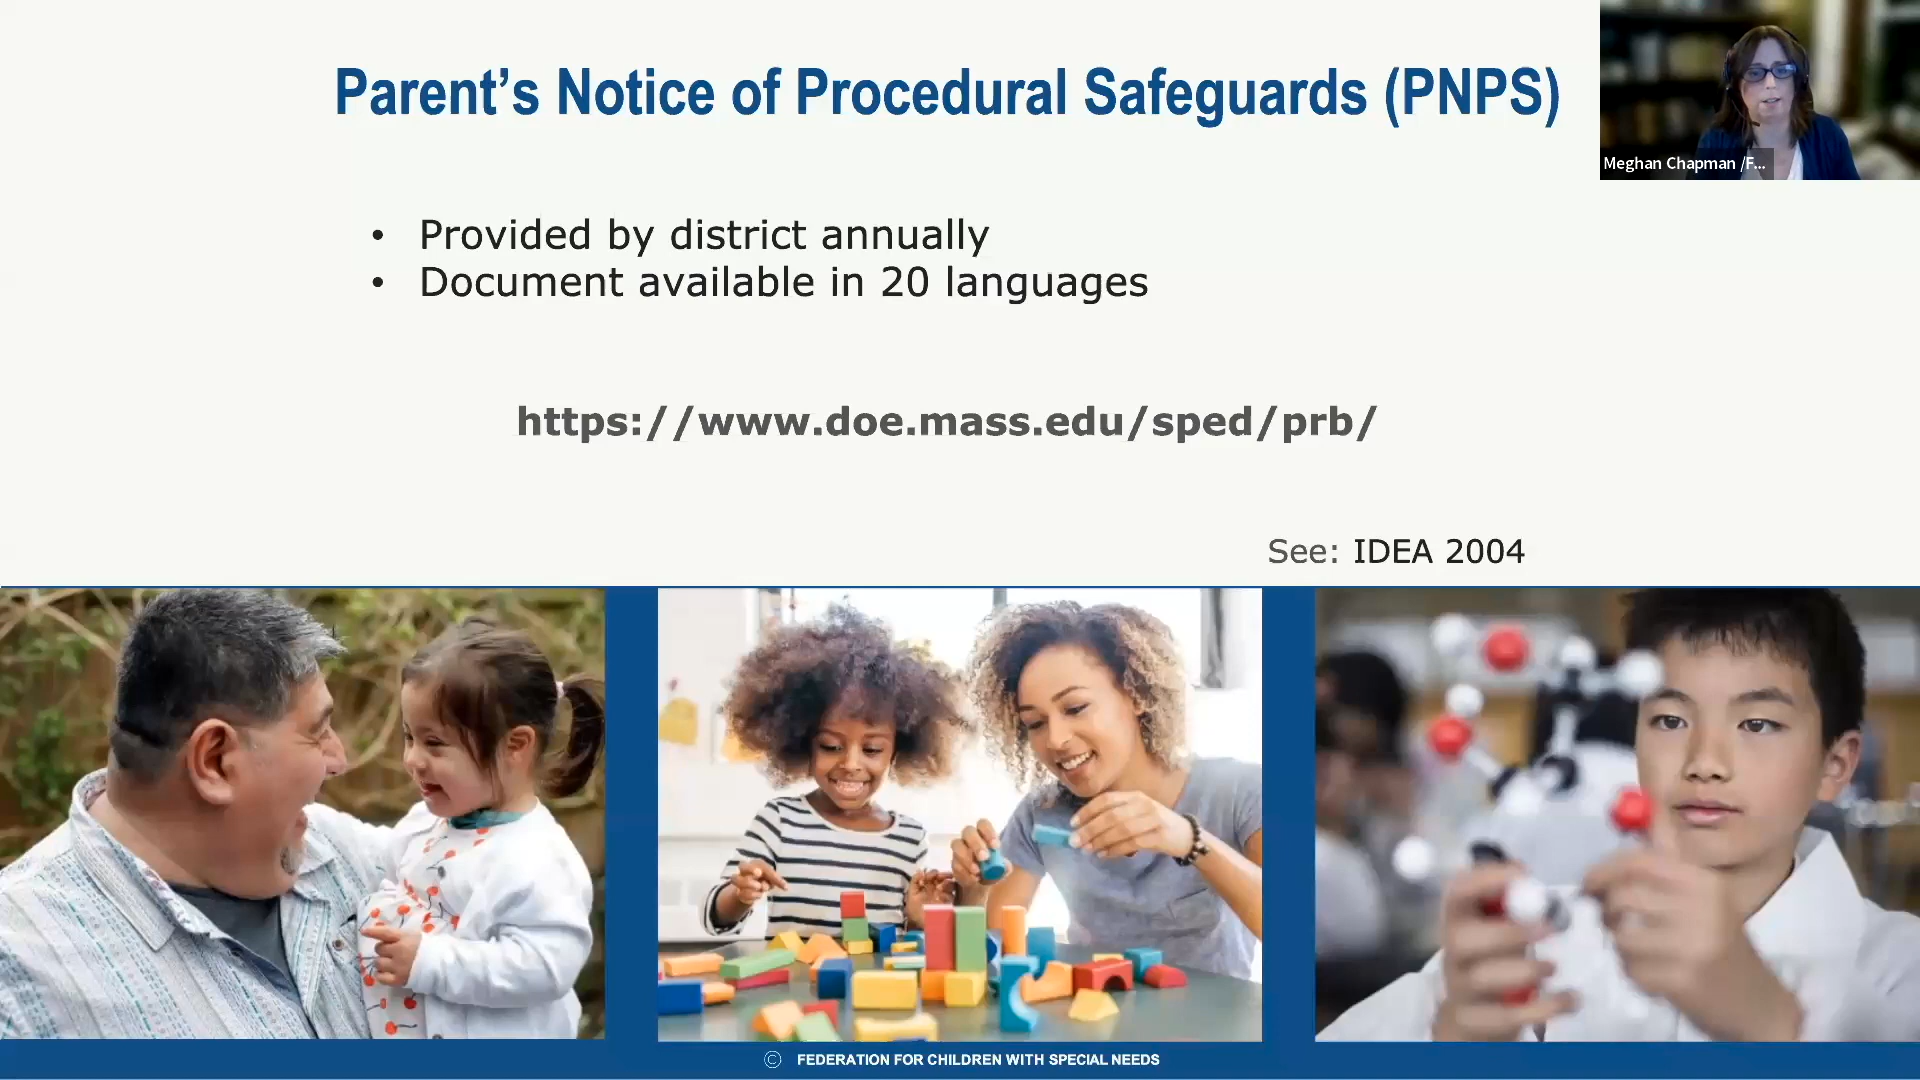 Parent’s Notice of Procedural Safeguards (PNPS)
Meghan Chapman /F...
• Provided by district annually
• Document available in 20 languages
https://www.doe.mass.edu/sped/prb/
See: IDEA 2004
© FEDERATION FOR CHILDREN WITH SPECIAL NEEDS